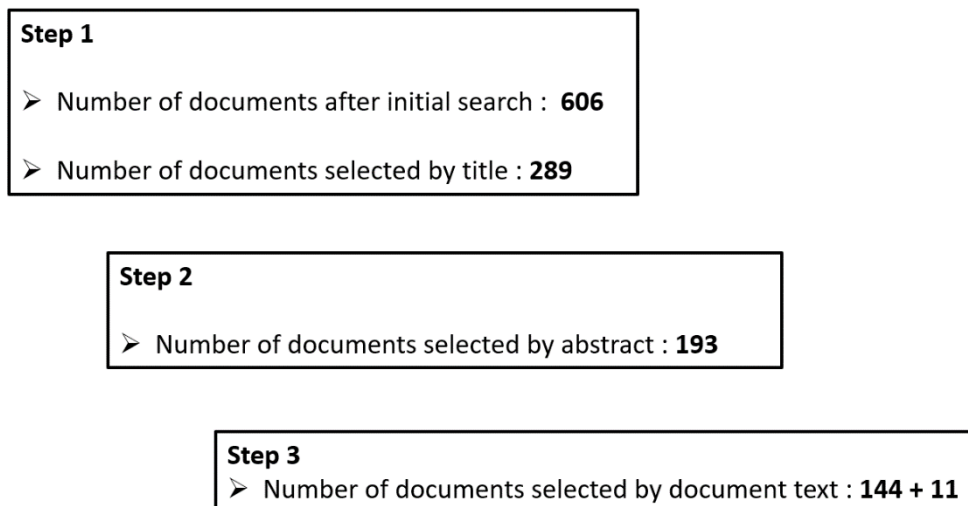 Step 1
➢ Number of documents after initial search : 606
➢ Number of documents selected by title : 289
Step 2
➢ Number of documents selected by abstract : 193
Step 3
➢ Number of documents selected by document text : 144 + 11